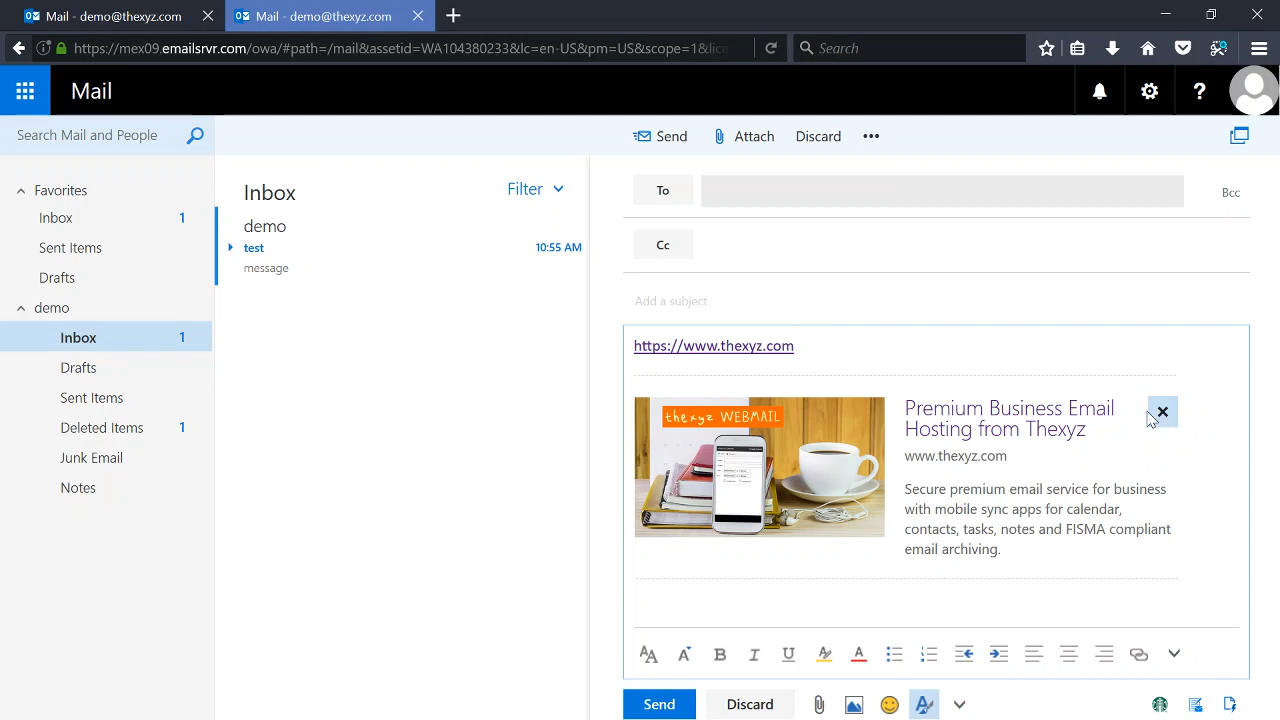 Mail - demo@thexyz.com
Mail - demo@thexyz.com
https://mex09.emailsrvr.com/owa/#path=/mail&assetid=WA104380233&lc=en-US&pm=US&scope=1&lice
Search
Mail
Search Mail and People
Send Attach Discard
Favorites
Inbox 1
Sent Items
Drafts
demo
Inbox 1
Drafts
Sent Items
Deleted Items 1
Junk Email
Notes
Inbox
Filter
demo
test 10:55 AM
message
To
Bcc
Cc
Add a subject
https://www.thexyz.com
thexyz WEBMAIL
Premium Business Email
Hosting from Thexyz
www.thexyz.com
Secure premium email service for business
with mobile sync apps for calendar,
contacts, tasks, notes and FISMA compliant
email archiving.
Send Discard